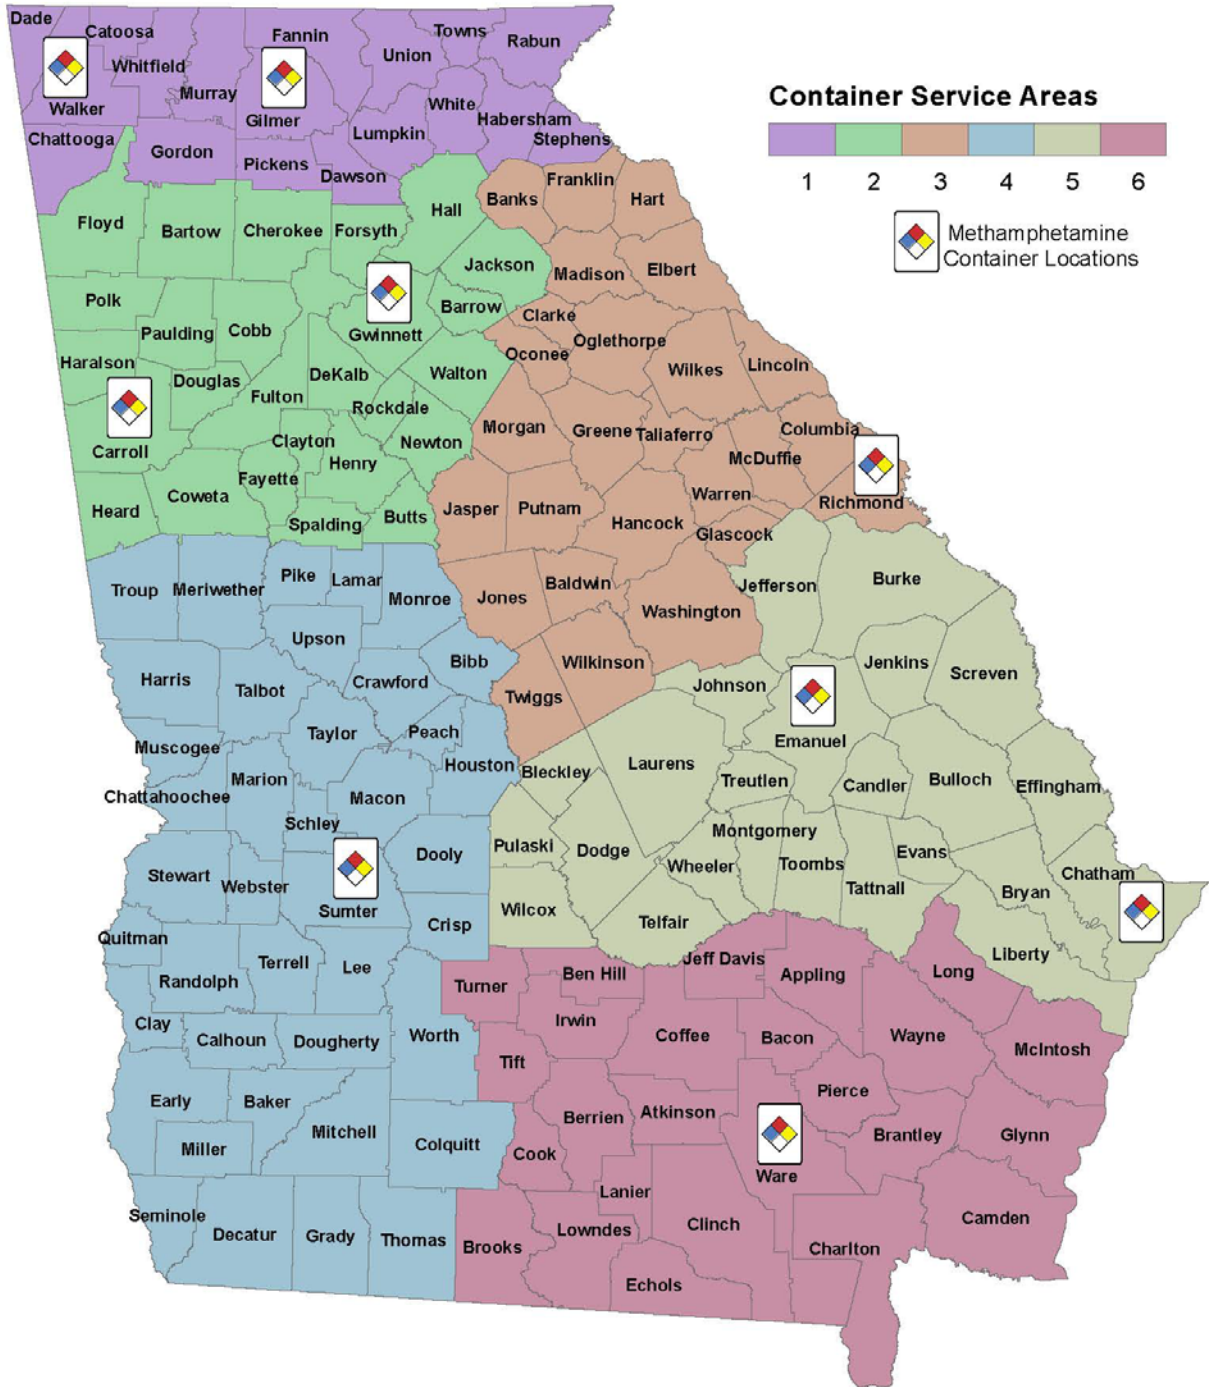 Dade
Catoosa
Fannin
Towns
Rabun
Union
Whitfield
Murray
Walker
Gilmer
White
Habersham
Lumpkin
Stephens
Chattooga
Gordon
Pickens
Dawson
Container Service Areas
1 2 3 4 5 6
Methamphetamine
Container Locations
Franklin
Banks
Hart
Hall
Floyd
Bartow
Cherokee
Forsyth
Jackson
Madison
Elbert
Polk
Barrow
Clarke
Paulding
Cobb
Gwinnett
Oglethorpe
Oconee
Haralson
Wilkes
Lincoln
Douglas
DeKalb
Walton
Fulton
Rockdale
Morgan
Greene
Taliaferro
Columbia
Clayton
Newton
Carroll
Henry
McDuffie
Fayette
Coweta
Warren
Richmond
Heard
Spalding
Butts
Jasper
Putnam
Hancock
Glascock
Troup
Meriwether
Pike
Lamar
Monroe
Jones
Baldwin
Jefferson
Burke
Washington
Upson
Bibb
Wilkinson
Jenkins
Screven
Harris
Talbot
Crawford
Twiggs
Johnson
Taylor
Peach
Emanuel
Muscogee
Houston
Bleckley
Laurens
Treutlen
Candler
Bulloch
Effingham
Marion
Chattahoochee
Macon
Schley
Montgomery
Dooly
Pulaski
Dodge
Wheeler
Toombs
Evans
Chatham
Stewart
Webster
Tattnall
Bryan
Sumter
Crisp
Wilcox
Telfair
Quitman
Liberty
Terrell
Lee
Randolph
Turner
Ben Hill
Jeff Davis
Appling
Long
Clay
Calhoun
Dougherty
Worth
Irwin
Coffee
Bacon
Wayne
McIntosh
Tift
Early
Baker
Pierce
Berrien
Atkinson
Mitchell
Miller
Colquitt
Cook
Brantley
Glynn
Ware
Lanier
Seminole
Decatur
Grady
Thomas
Brooks
Lowndes
Clinch
Camden
Charlton
Echols